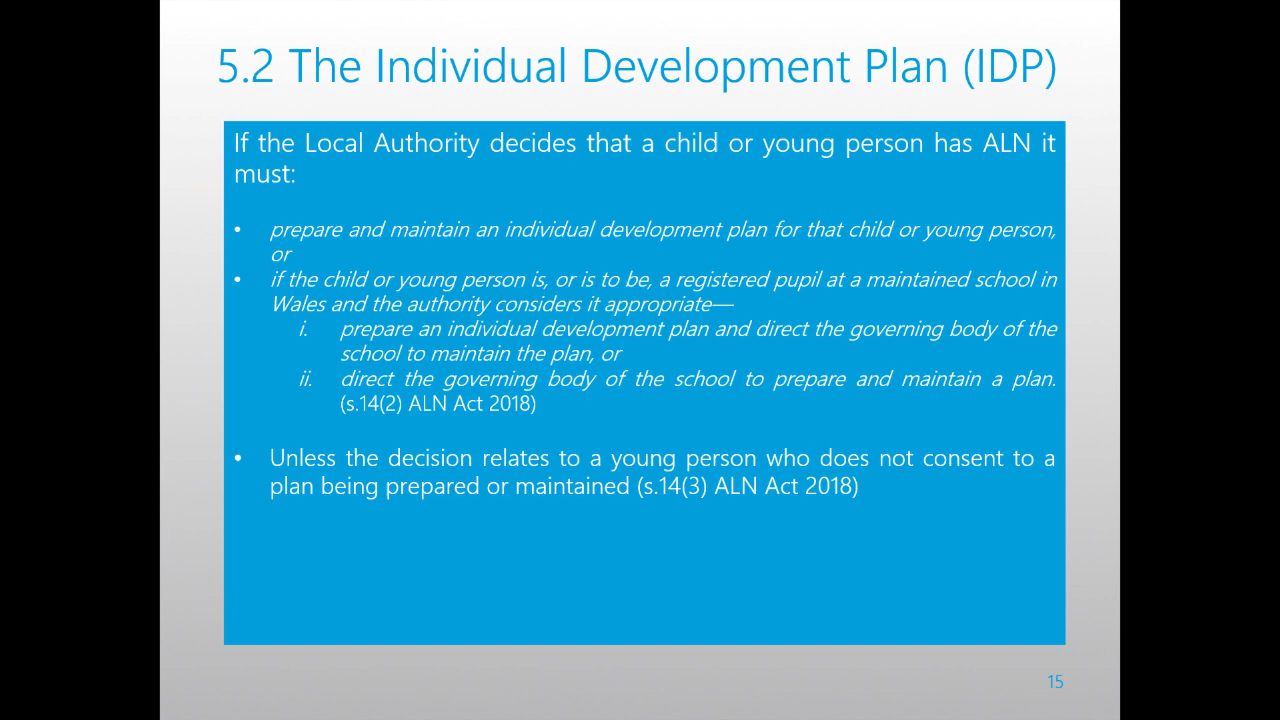 5.2 The Individual Development Plan (IDP)
If the Local Authority decides that a child or young person has ALN it
must:
• prepare and maintain an individual development plan for that child or young person,
or
• if the child or young person is, or is to be, a registered pupil at a maintained school in
Wales and the authority considers it appropriate—
i. prepare an individual development plan and direct the governing body of the
school to maintain the plan, or
ii. direct the governing body of the school to prepare and maintain a plan.
(s.14(2) ALN Act 2018)
• Unless the decision relates to a young person who does not consent to a
plan being prepared or maintained (s.14(3) ALN Act 2018)
15